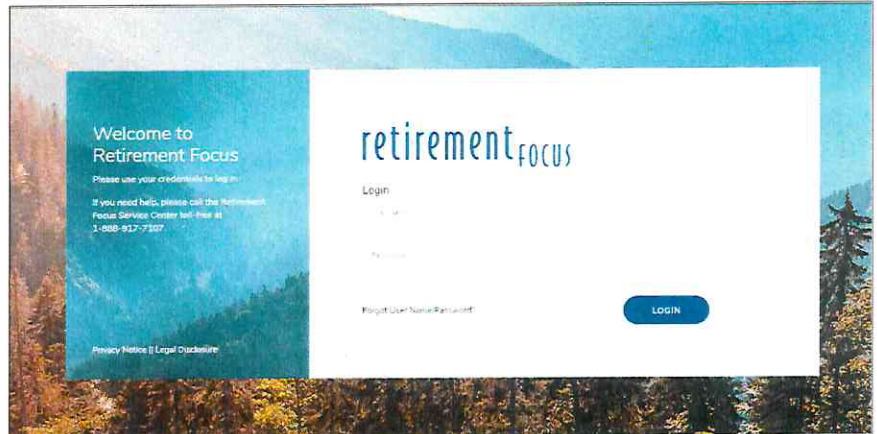 Welcome to
Retirement Focus
Please use your credentials to log in
If you need help, please call the Retirement
Focus Service Center toll-free at
1-888-917-7107
Privacy Notice || Legal Disclosure
retirement FOCUS
Login
Forgot User Name/Password?
LOGIN